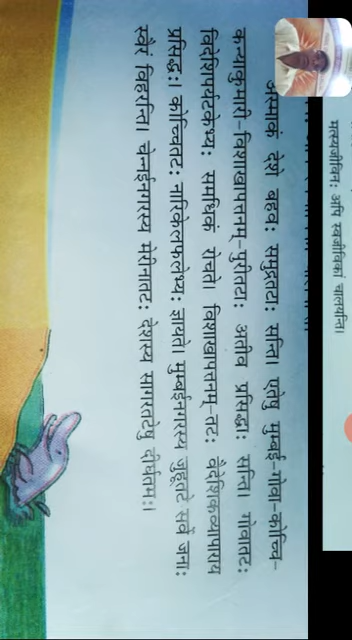 मत्स्यजीविनः अपि स्वजीविकां चालयन्ति।
अस्माकं देशे बहवः समुद्रतटाः सन्ति। एतेषु मुम्बई-गोवा-कोच्चि-
कन्याकुमारी-विशाखापत्तनम्-पुरीतटाः अतीव प्रसिद्धाः सन्ति। गोवातटः
विदेशिपर्यटकेभ्यः समधिकं रोचते। विशाखापत्तनम्-तटः वैदेशिकव्यापाराय
प्रसिद्धः। कोच्चितटः नारिकेलफलेभ्यः ज्ञायते। मुम्बईनगरस्य जुहूतटे सर्वे जनाः
स्वैरं विहरन्ति। चेन्नईनगरस्य मेरीनातटः देशस्य सागरतटेषु दीर्घतमः।